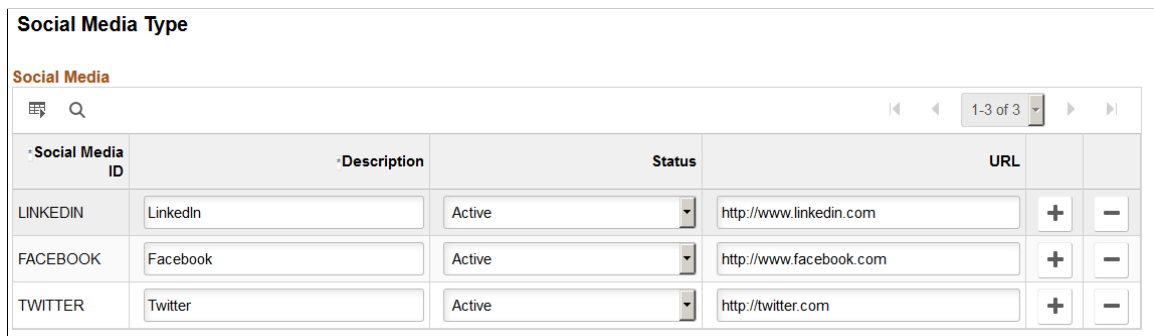 Social Media Type
Social Media
1-3 of 3
*Social Media ID *Description Status URL
LINKEDIN LinkedIn Active http://www.linkedin.com
FACEBOOK Facebook Active http://www.facebook.com
TWITTER Twitter Active http://twitter.com